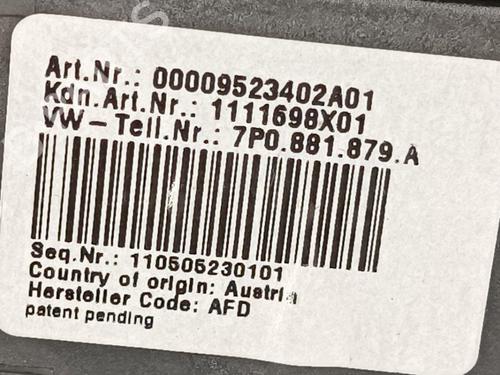 Art.Nr.: 00009523402A01
Kdn.Art.Nr.: 1111698X01
VW-Teil.Nr.: 7P0.881.879.A
Seq.Nr.: 110505230101
Country of origin: Austria
Hersteller Code: AFD
patent pending